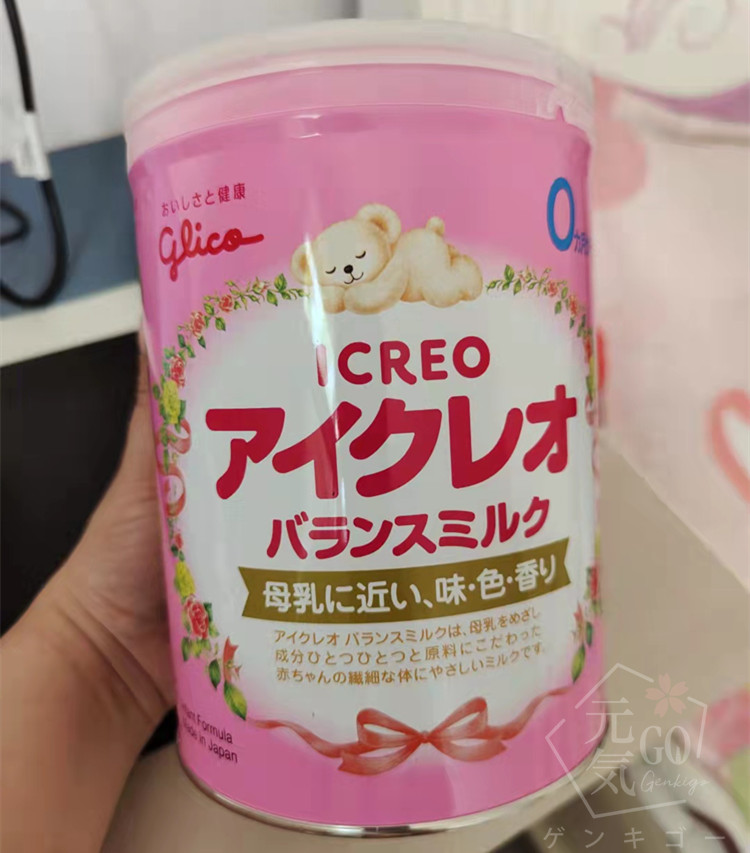 おいしさと健康
glico
0ヵ月
ICREO
アイクレオ
バランスミルク
母乳に近い、味・色・香り
アイクレオ バランスミルクは、母乳をめざし
成分ひとつひとつと原料にこだわった
赤ちゃんの繊細な体にやさしいミルクです。
Formula
Made in Japan
元気GO
Genkigo
ゲンキゴー